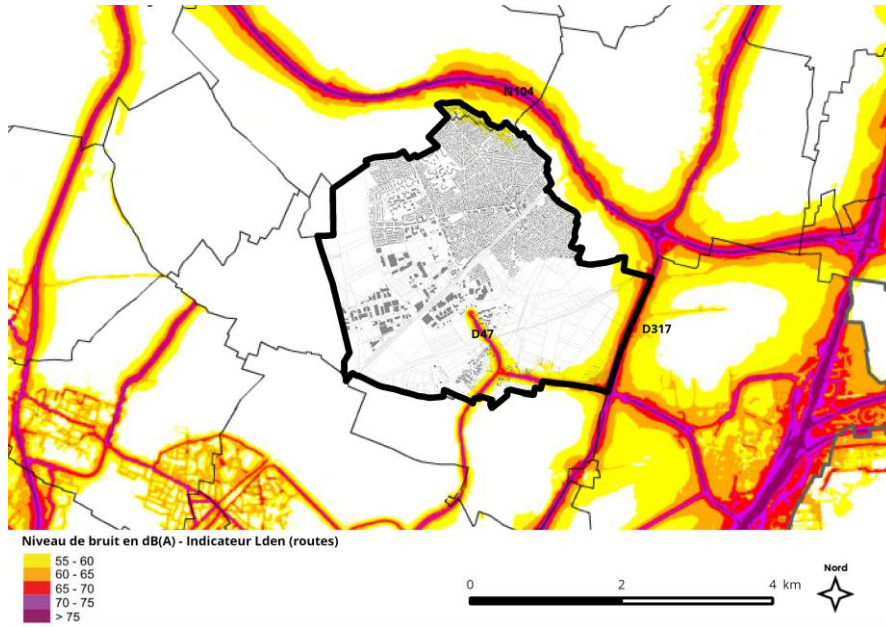 N104
D317
D47
Niveau de bruit en dB(A) - Indicateur Lden (routes)
55 - 60
60 - 65
65 - 70
70 - 75
> 75
0 2 4 km
Nord